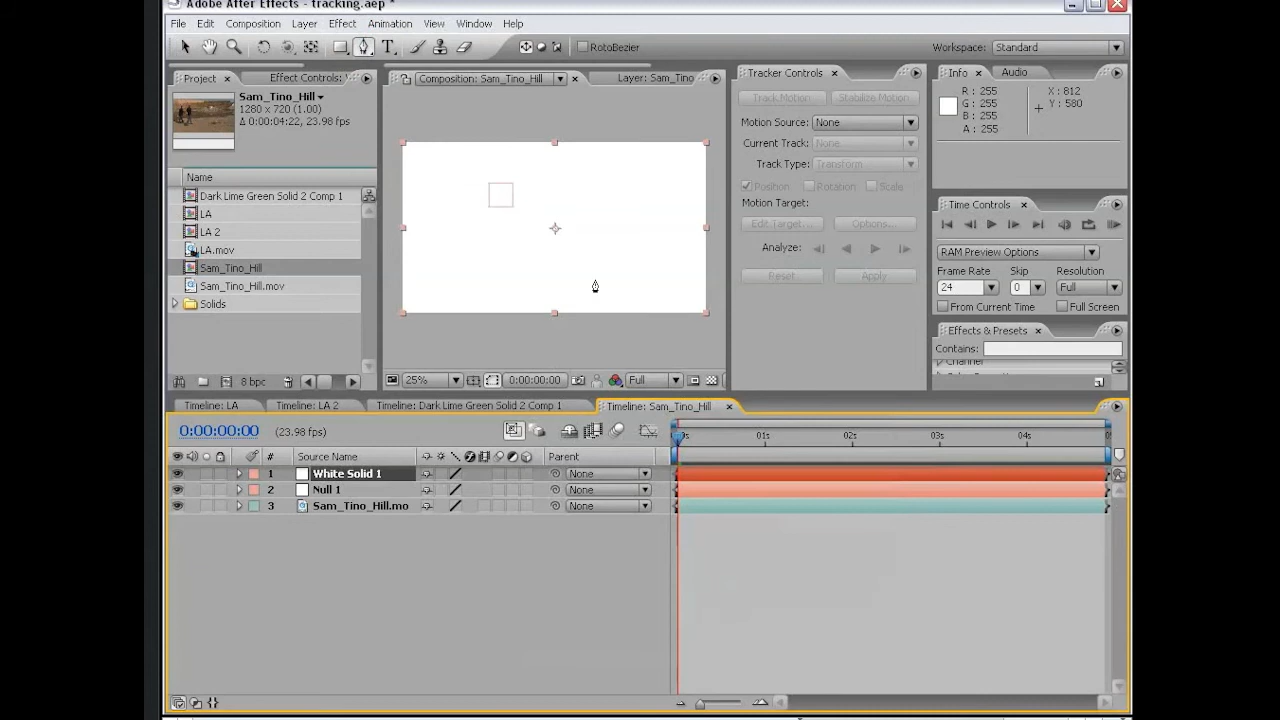 Adobe After Effects - tracking.aep *
File Edit Composition Layer Effect Animation View Window Help
RotoBezier
Workspace: Standard
Project Effect Controls:
Composition: Sam_Tino_Hill
Layer: Sam_Tino
Tracker Controls
Info Audio
Sam_Tino_Hill
1280 x 720 (1.00)
Δ 0:00:04:22, 23.98 fps
Track Motion Stabilize Motion
Motion Source: None
Current Track: None
Track Type: Transform
Position Rotation Scale
Motion Target:
Edit Target... Options...
Analyze:
Reset Apply
R: 255
G: 255
B: 255
A: 255
X: 812
Y: 580
Name
Dark Lime Green Solid 2 Comp 1
LA
LA 2
LA.mov
Sam_Tino_Hill
Sam_Tino_Hill.mov
Solids
Time Controls
RAM Preview Options
Frame Rate Skip Resolution
24 0 Full
From Current Time Full Screen
Effects & Presets
Contains:
Channel
8 bpc
25% 0:00:00:00 Full
Timeline: LA Timeline: LA 2 Timeline: Dark Lime Green Solid 2 Comp 1 Timeline: Sam_Tino_Hill
0:00:00:00 (23.98 fps)
01s 02s 03s 04s
# Source Name Parent
1 White Solid 1 None
2 Null 1 None
3 Sam_Tino_Hill.mo None